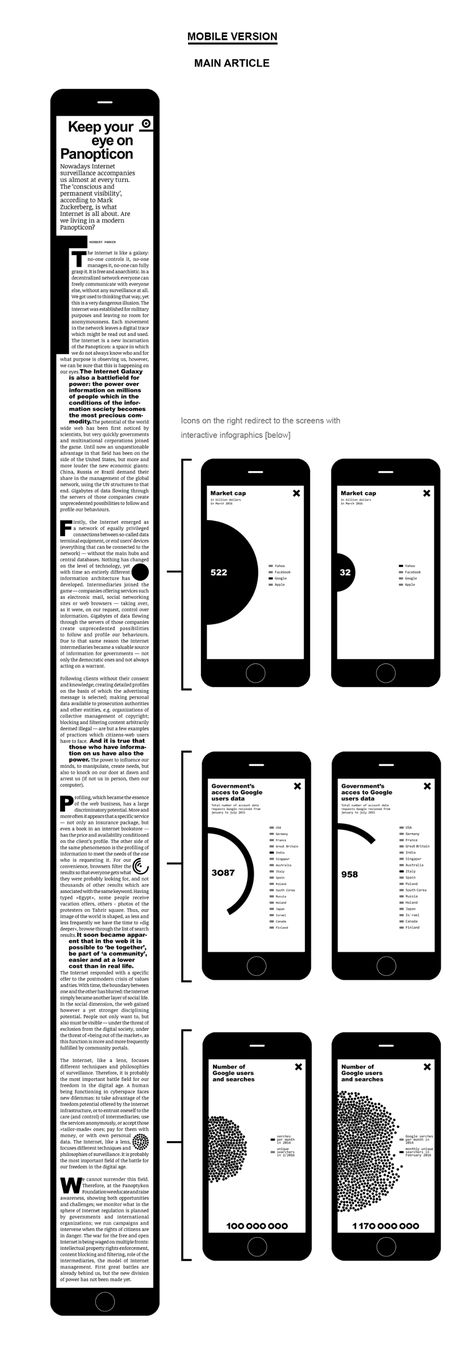 MOBILE VERSION
MAIN ARTICLE
Keep your
eye on
Panopticon
Nowadays Internet
surveillance accompanies
us almost at every turn.
The 'conscious and
permanent visibility',
according to Mark
Zuckerberg, is what
Internet is all about. Are
we living in a modern
Panopticon?
The Internet is like a galaxy:
no-one controls it, no-one
manages it, no-one can fully
grasp it. It is free and anarchistic. In a
decentralized network everyone can
freely communicate with everyone
else, without any surveillance at all.
We got used to thinking that way, yet
this is a very dangerous illusion. The
Internet was established for military
purposes and leaving no room for
anonymousness. Each movement
in the network leaves a digital trace
which might be read out and used.
The Internet is a new incarnation
of the Panopticon: a space in which
we do not always know who and for
what purpose is observing us, however,
we can be sure that this is happening on
our eyes. The Internet Galaxy
is also a battlefield for
power: the power over
information on millions
of people which in the
conditions of the infor-
mation society becomes
the most precious com-
modity. The potential of the world
wide web has been first noticed by
scientists, but very quickly governments
and multinational corporations joined
the game. Until now an unquestionable
advantage in that field has been on the
side of the United States, but more and
more louder the new economic giants:
China, Russia or Brazil demand their
share in the management of the global
network, using the UN structures to that
end. Gigabytes of data flowing through
the servers of those companies create
unprecedented possibilities to follow and
profile our behaviours.
Firstly, the Internet emerged as
a network of equally privileged
connections between so-called data
terminal equipment, or end users' devices
(everything that can be connected to the
network) — without the main hubs and
central databases. Nothing has changed
on the level of technology, yet
with time an entirely different
information architecture has
developed. Intermediaries joined the
game — companies offering services such
as electronic mail, social networking
sites or web browsers — taking over,
as it were, on our request, control over
information. Gigabytes of data flowing
through the servers of those companies
create unprecedented possibilities
to follow and profile our behaviours.
Due to that same reason the Internet
intermediaries became a valuable source
of information for governments — not
only the democratic ones and not always
acting on a warrant.
Following clients without their consent
and knowledge, creating detailed profiles
on the basis of which the advertising
message is selected; making personal
data available to prosecution authorities
and other entities, e.g. organizations of
collective management of copyright;
blocking and filtering content arbitrarily
deemed illegal — are but a few examples
of practices which citizens-web users
have to face. And it is true that
those who have informa-
tion on us have also the
power. The power to influence our
minds, to manipulate, create needs, but
also to knock on our door at dawn and
arrest us (if not us in person, then our
computer).
Profiling, which became the essence
of the web business, has a large
discriminatory potential. More and
more often it appears that a specific service
— not only an insurance package, but
even a book in an internet bookstore —
has the price and availability conditioned
on the client's profile. The other side of
the same phenomenon is the profiling of
information to meet the needs of the one
who is requesting it. For our
convenience, browsers filter the
results so that everyone gets what
they were probably looking for, and not
thousands of other results which are
associated with the same keyword. Having
typed «Egypt», some people receive
vacation offers, others - photos of the
protesters on Tahrir square. Thus, our
image of the world is shaped, as less and
less frequently we have the time to «dig
deeper», browse through the list of search
results. It soon became appar-
ent that in the web it is
possible to 'be together',
be part of 'a community',
easier and at a lower
cost than in real life.
The Internet responded with a specific
offer to the postmodern crisis of values
and ties. With time, the boundary between
one and the other has blurred: the Internet
simply became another layer of social life.
In the social dimension, the web gained
however a yet stronger disciplining
potential. People not only want to, but
also must be visible — under the threat of
exclusion from the digital society, under
the threat of «being out of the market», as
this function is more and more frequently
fulfilled by community portals.
The Internet, like a lens, focuses
different techniques and philosophies
of surveillance. Therefore, it is probably
the most important battle field for our
freedom in the digital age. A human
being functioning in cyberspace faces
new dilemmas: to take advantage of the
freedom potential offered by the Internet
infrastructure, or to entrust oneself to the
care (and control) of intermediaries; use
the services anonymously, or accept those
«tailor-made» ones; pay for them with
money, or with own personal
data. The Internet, like a lens,
focuses different techniques and
philosophies of surveillance. It is probably
the most important field of the battle for
our freedom in the digital age.
We cannot surrender this field.
Therefore, at the Panoptykon
Foundation we educate and raise
awareness, showing both opportunities
and challenges; we monitor what in the
sphere of Internet regulation is planned
by governments and international
organizations; we run campaigns and
intervene when the rights of citizens are
in danger. The war for the free and open
Internet is being waged on multiple fronts:
intellectual property rights enforcement,
content blocking and filtering, role of the
intermediaries, the model of Internet
management. First great battles are
already behind us, but the new division
of power has not been made yet.
Icons on the right redirect to the screens with
interactive infographics [below]
Market cap
in billion dollars
in March 2016
522
Yahoo
Facebook
Google
Apple
Market cap
in billion dollars
in March 2016
32
Yahoo
Facebook
Google
Apple
Government's
acces to Google
users data
Total number of account data
requests Google received from
January to July 2015
3087
USA
Germany
France
Great Britain
India
Singapur
Australia
Italy
Spain
Poland
South Corea
Russia
Holand
Japan
Israel
Canada
Finland
Government's
acces to Google
users data
Total number of account data
requests Google received from
January to July 2015
958
USA
Germany
France
Great Britain
India
Singapur
Australia
Italy
Spain
Poland
South Corea
Russia
Holand
Japan
Israel
Canada
Finland
Number of
Google users
and searches
100 000 000
Number of
Google users
and searches
1 170 000 000